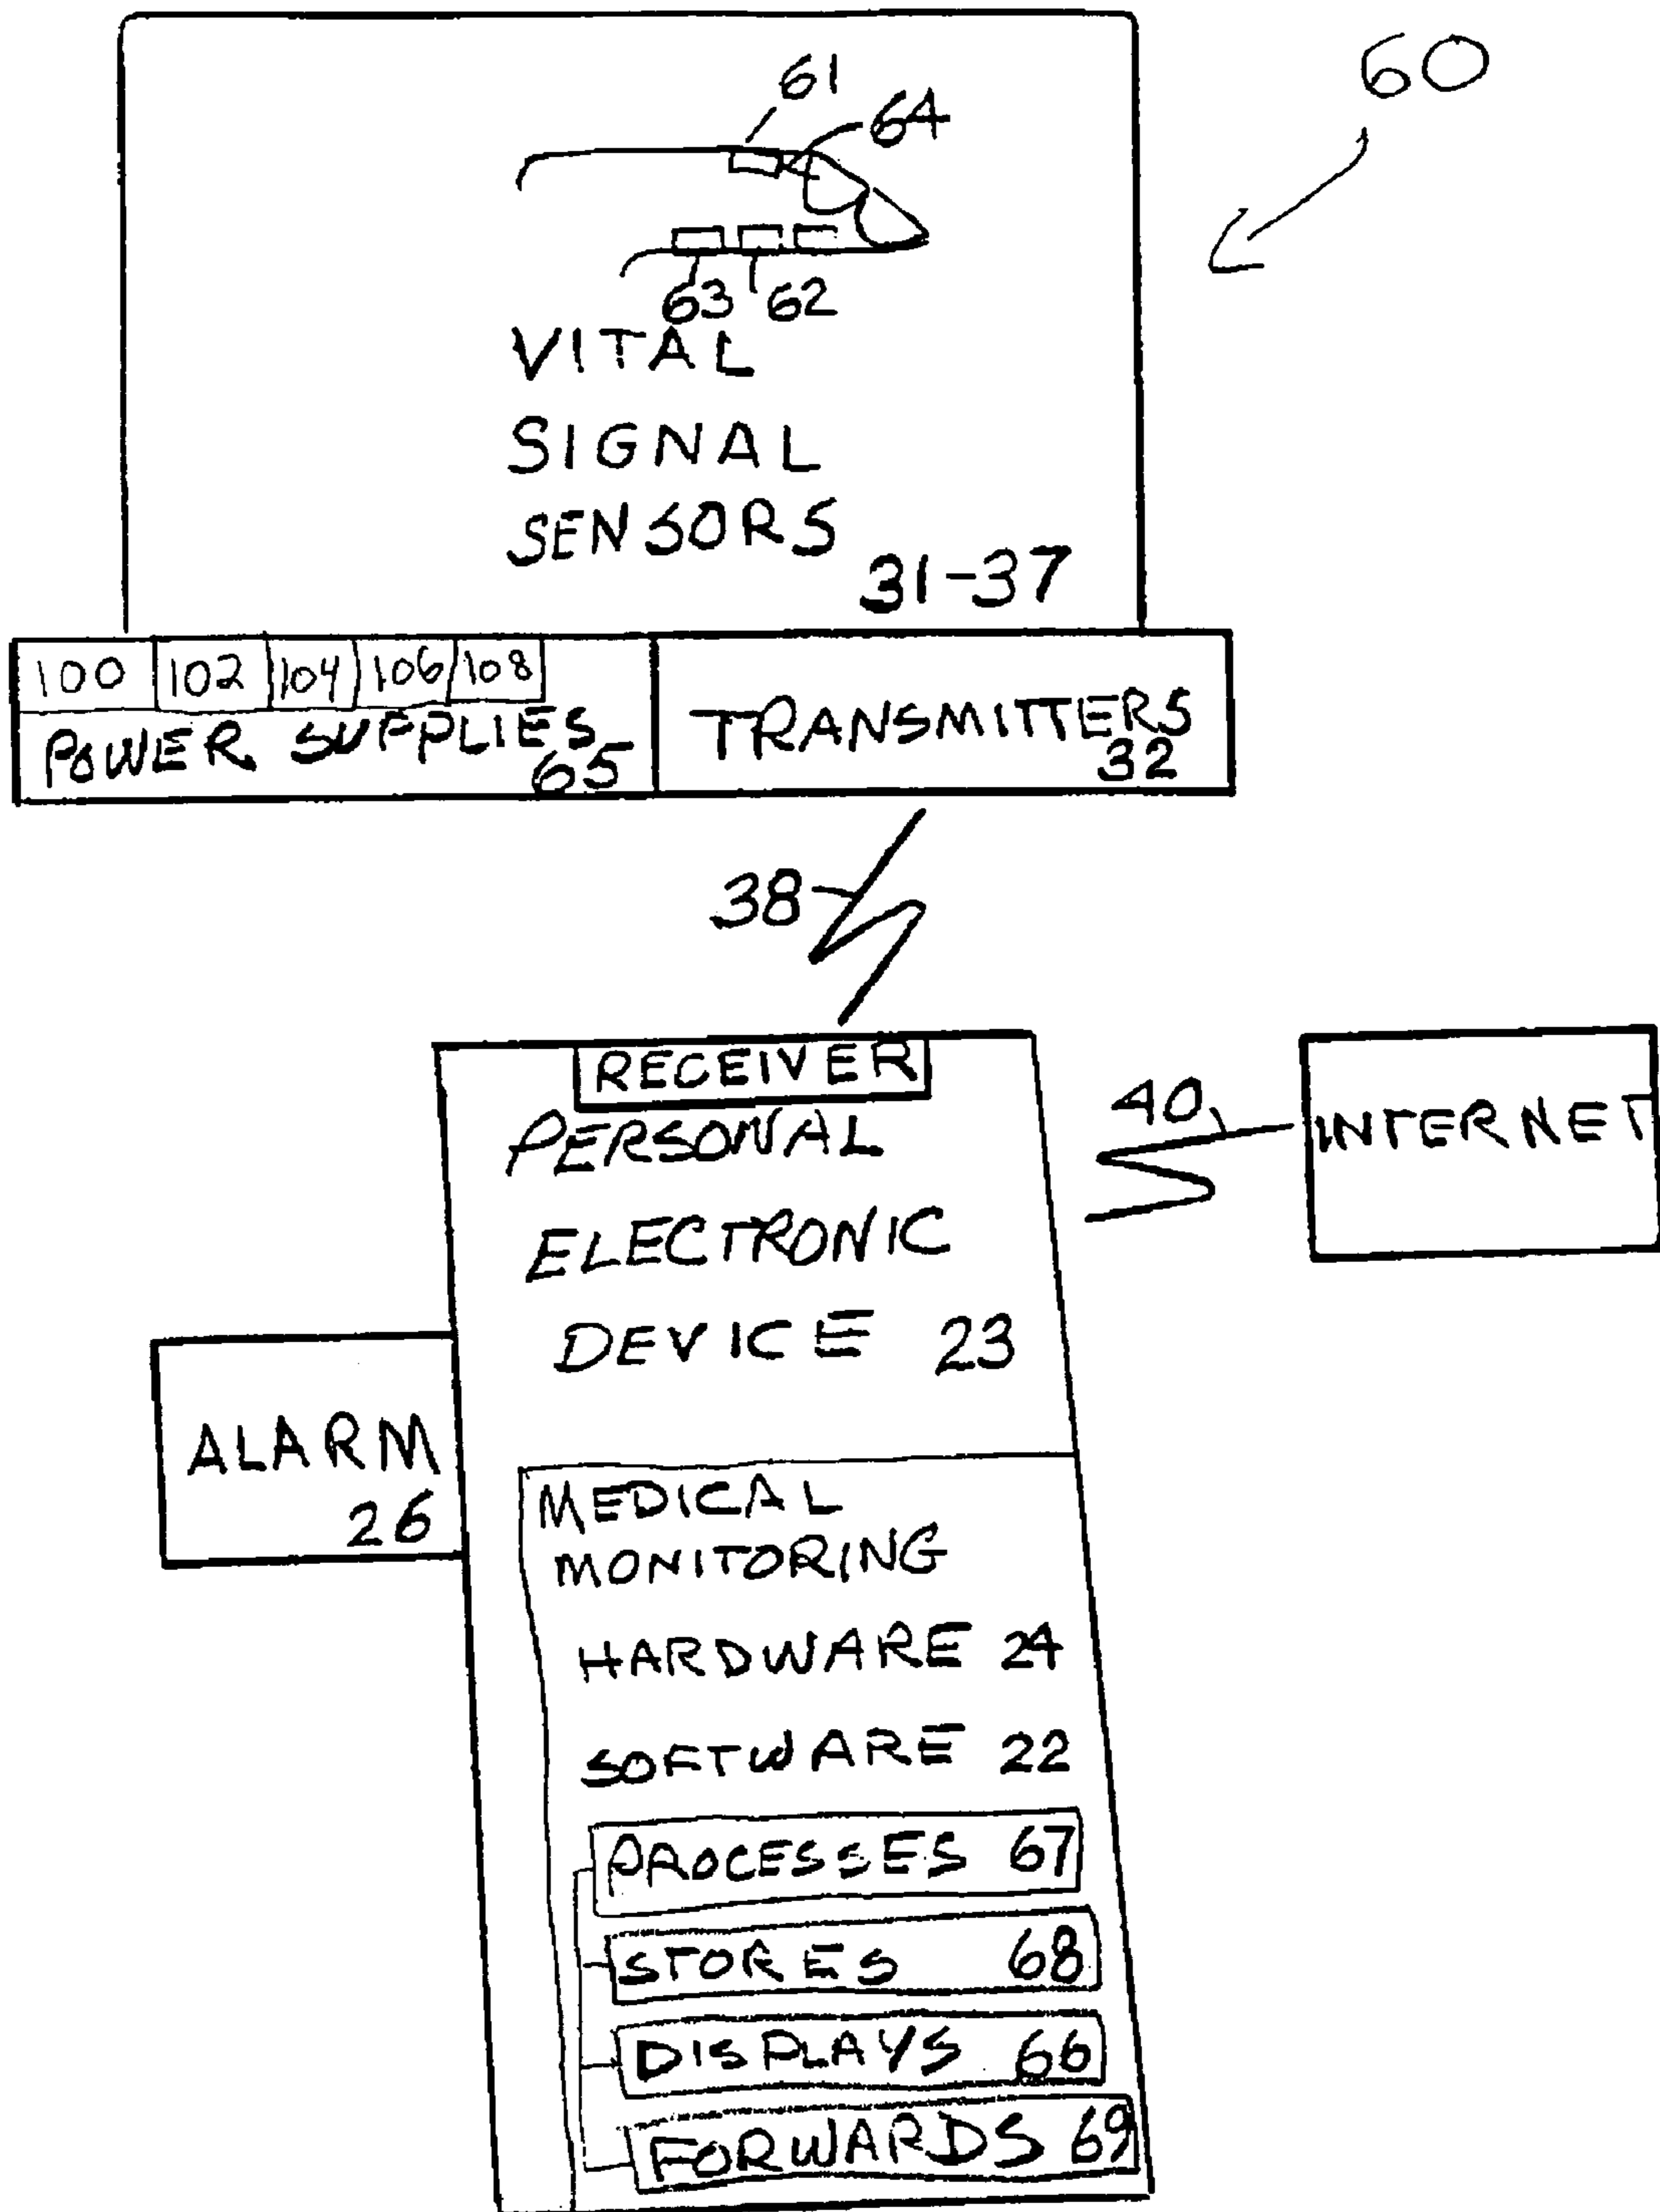 60
61
64
63 62
VITAL
SIGNAL
SENSORS
31-37
100 102 104 106 108
POWER SUPPLIES
65
TRANSMITTERS
32
38
RECEIVER
PERSONAL
ELECTRONIC
DEVICE 23
40
INTERNET
ALARM
26
MEDICAL
MONITORING
HARDWARE 24
SOFTWARE 22
PROCESSES 67
STORES 68
DISPLAYS 66
FORWARDS 69